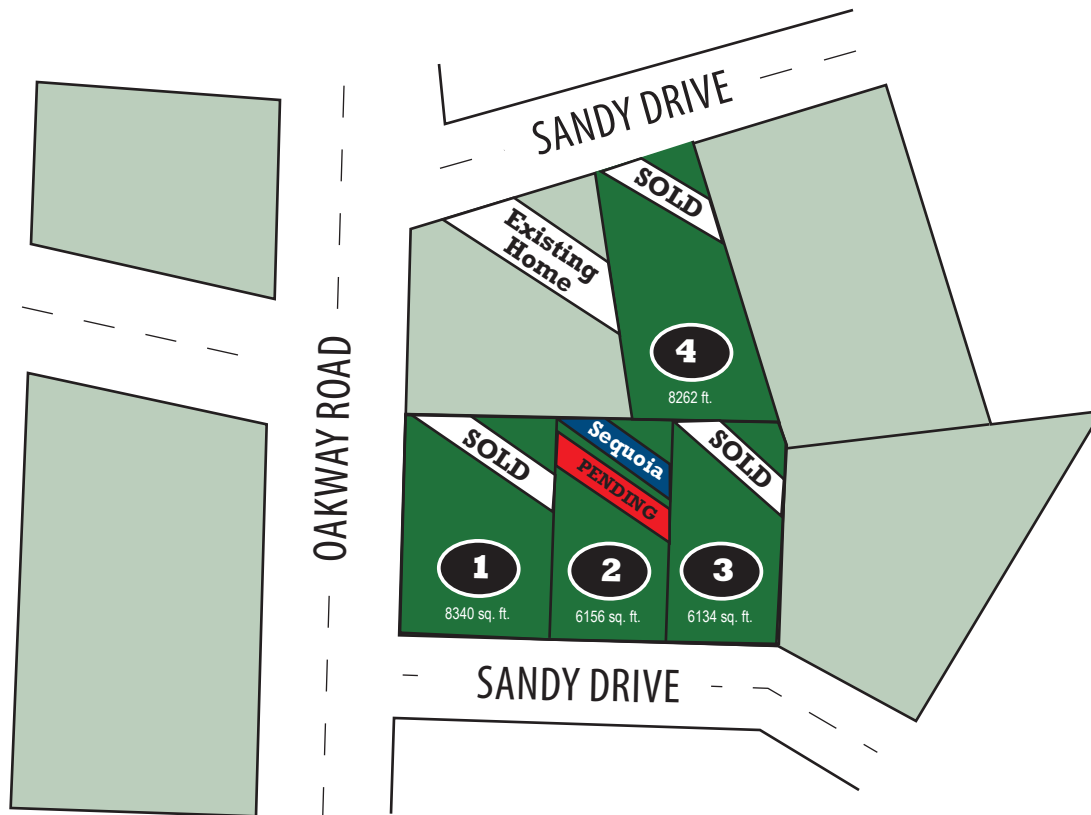 SANDY DRIVE
SOLD
Existing
Home
4
8262 ft.
OAKWAY ROAD
SOLD
Sequoia
PENDING
SOLD
1
8340 sq. ft.
2
6156 sq. ft.
3
6134 sq. ft.
SANDY DRIVE